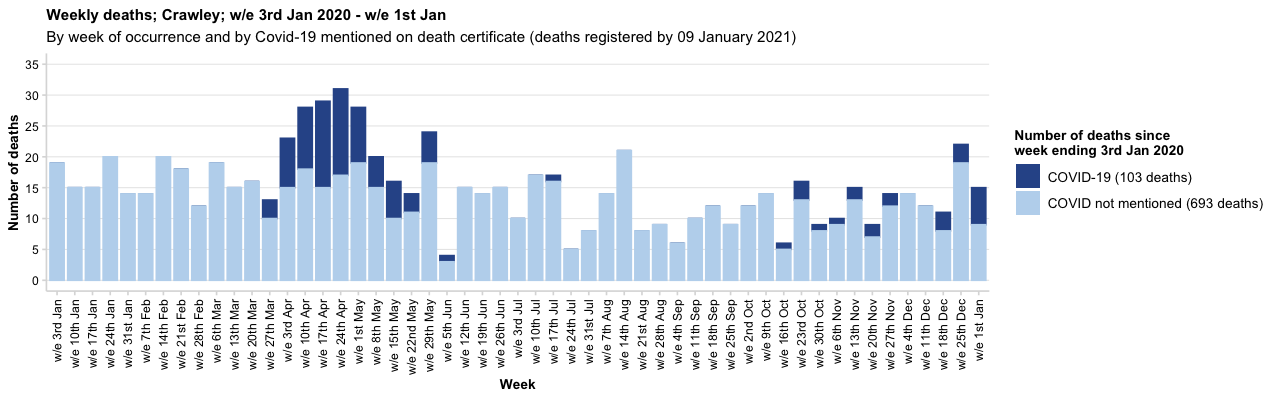 Weekly deaths; Crawley; w/e 3rd Jan 2020 - w/e 1st Jan
By week of occurrence and by Covid-19 mentioned on death certificate (deaths registered by 09 January 2021)
Number of deaths
35
30
25
20
15
10
5
0
w/e 3rd Jan
w/e 10th Jan
w/e 17th Jan
w/e 24th Jan
w/e 31st Jan
w/e 7th Feb
w/e 14th Feb
w/e 21st Feb
w/e 28th Feb
w/e 6th Mar
w/e 13th Mar
w/e 20th Mar
w/e 27th Mar
w/e 3rd Apr
w/e 10th Apr
w/e 17th Apr
w/e 24th Apr
w/e 1st May
w/e 8th May
w/e 15th May
w/e 22nd May
w/e 29th May
w/e 5th Jun
w/e 12th Jun
w/e 19th Jun
w/e 26th Jun
w/e 3rd Jul
w/e 10th Jul
w/e 17th Jul
w/e 24th Jul
w/e 31st Jul
w/e 7th Aug
w/e 14th Aug
w/e 21st Aug
w/e 28th Aug
w/e 4th Sep
w/e 11th Sep
w/e 18th Sep
w/e 25th Sep
w/e 2nd Oct
w/e 9th Oct
w/e 16th Oct
w/e 23rd Oct
w/e 30th Oct
w/e 6th Nov
w/e 13th Nov
w/e 20th Nov
w/e 27th Nov
w/e 4th Dec
w/e 11th Dec
w/e 18th Dec
w/e 25th Dec
w/e 1st Jan
Week
Number of deaths since
week ending 3rd Jan 2020
COVID-19 (103 deaths)
COVID not mentioned (693 deaths)